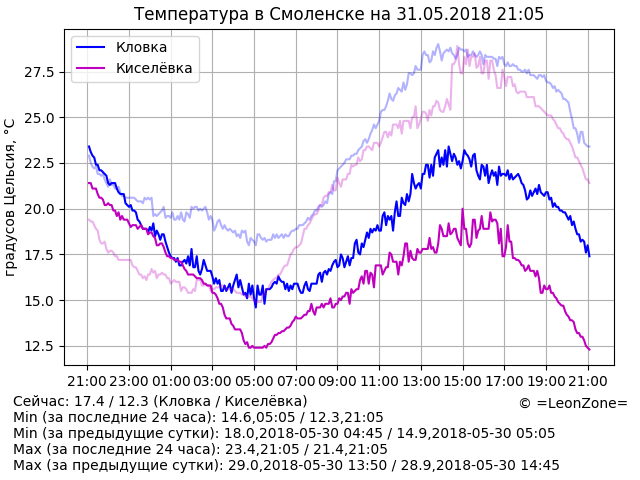 Температура в Смоленске на 31.05.2018 21:05
Кловка
Киселёвка
градусов Цельсия, °C
27.5
25.0
22.5
20.0
17.5
15.0
12.5
21:00 23:00 01:00 03:00 05:00 07:00 09:00 11:00 13:00 15:00 17:00 19:00 21:00
Сейчас: 17.4 / 12.3 (Кловка / Киселёвка)
© =LeonZone=
Min (за последние 24 часа): 14.6,05:05 / 12.3,21:05
Min (за предыдущие сутки): 18.0,2018-05-30 04:45 / 14.9,2018-05-30 05:05
Max (за последние 24 часа): 23.4,21:05 / 21.4,21:05
Max (за предыдущие сутки): 29.0,2018-05-30 13:50 / 28.9,2018-05-30 14:45